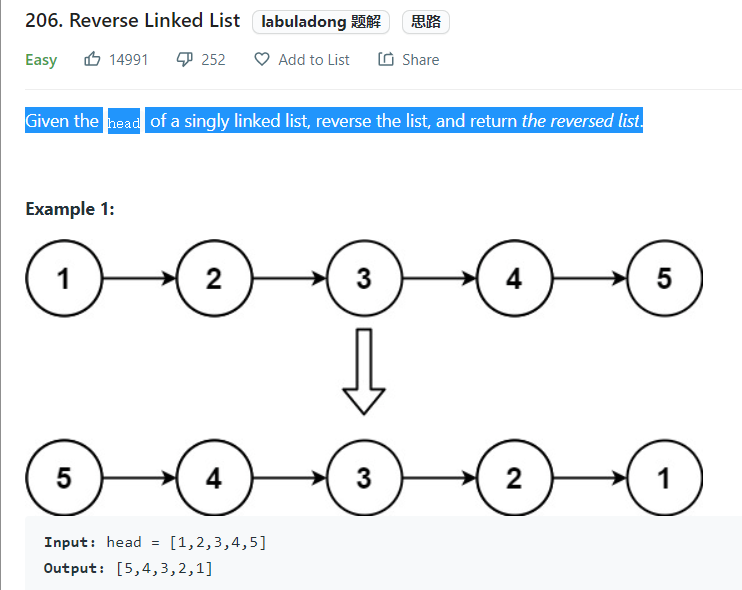 206. Reverse Linked List labuladong 题解 思路
Easy 14991 252 Add to List Share
Given the head of a singly linked list, reverse the list, and return the reversed list.
Example 1:
1 2 3 4 5
5 4 3 2 1
Input: head = [1,2,3,4,5]
Output: [5,4,3,2,1]